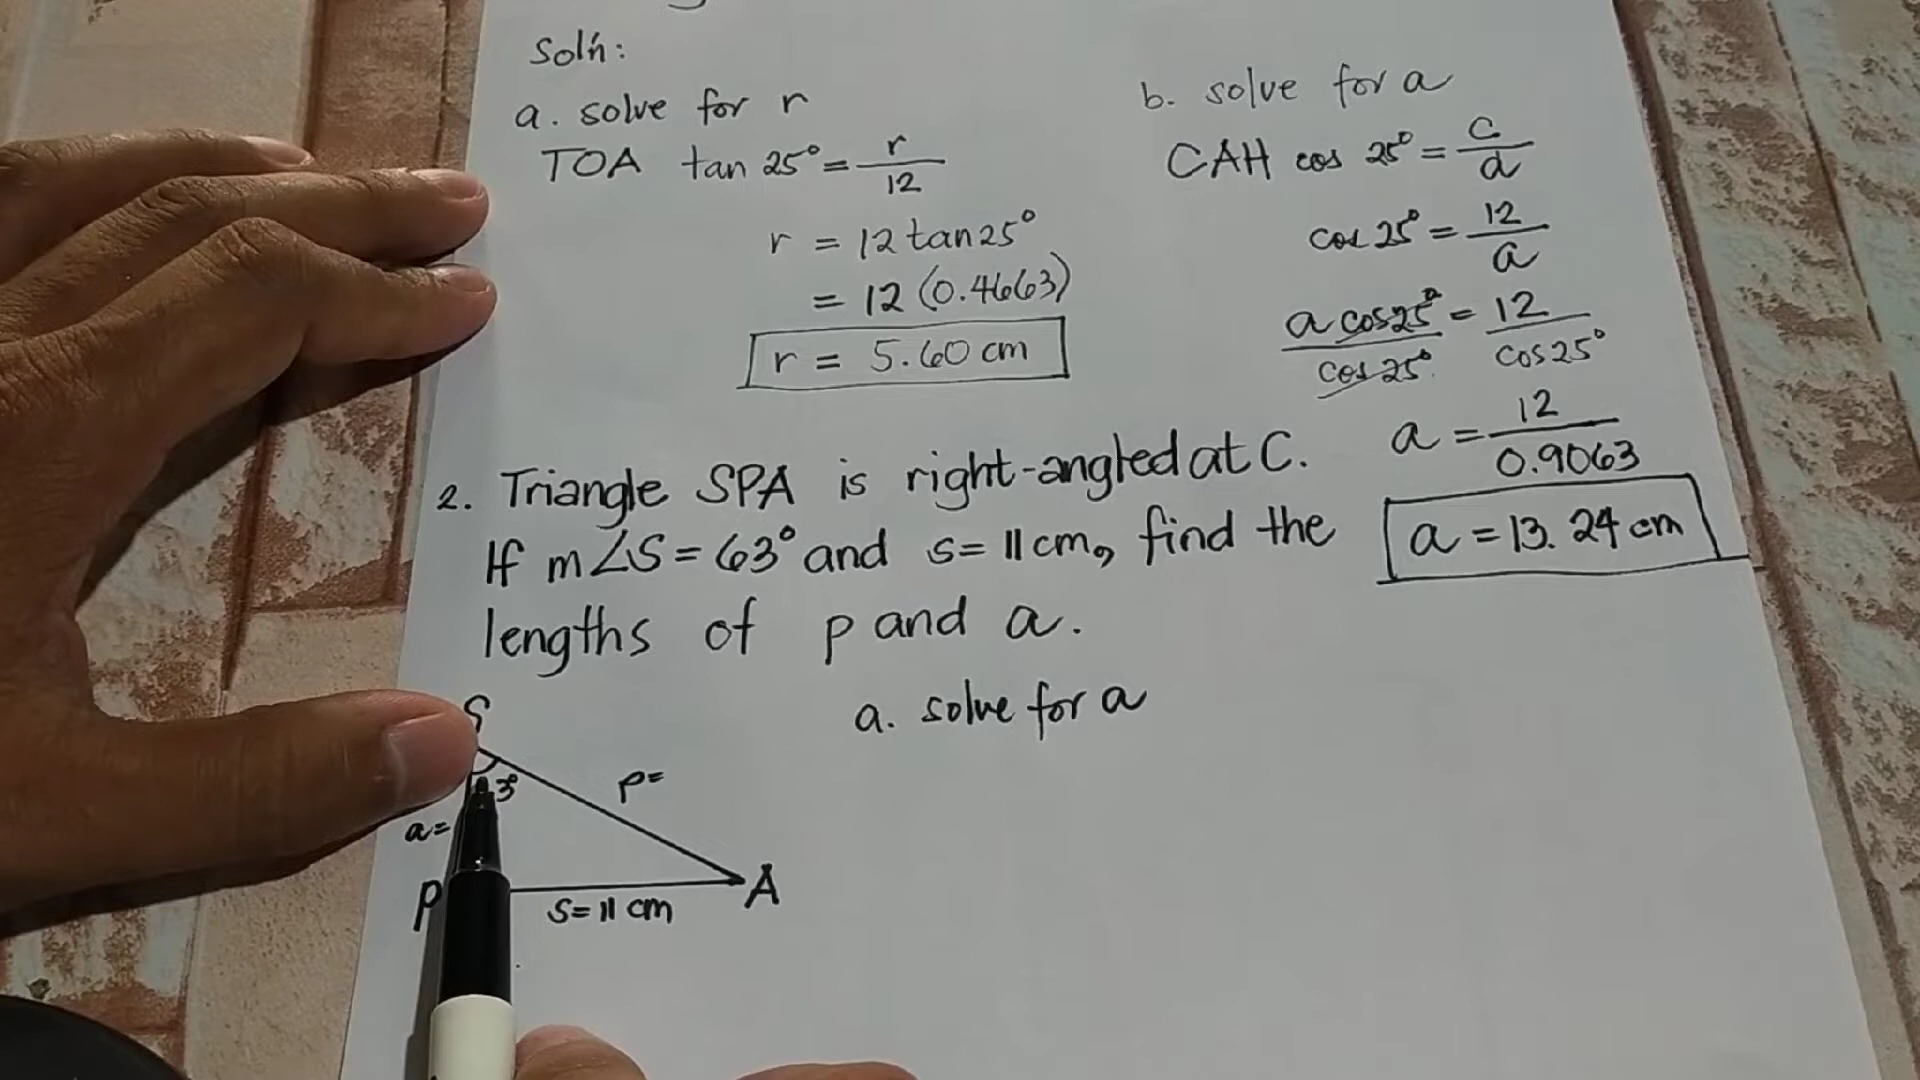 Sol'n:
a. solve for r
TOA tan 25° = r/12
r = 12 tan 25°
= 12 (0.4663)
r = 5.60 cm
b. solve for a
CAH cos 25° = c/a
cos 25° = 12/a
a cos 25°/cos 25° = 12/cos 25°
a = 12/0.9063
a = 13.24 cm
2. Triangle SPA is right-angled at C.
If m∠S = 63° and s = 11 cm, find the
lengths of p and a.
a. solve for a
S
3°
p=
a=
P
s= 11 cm
A